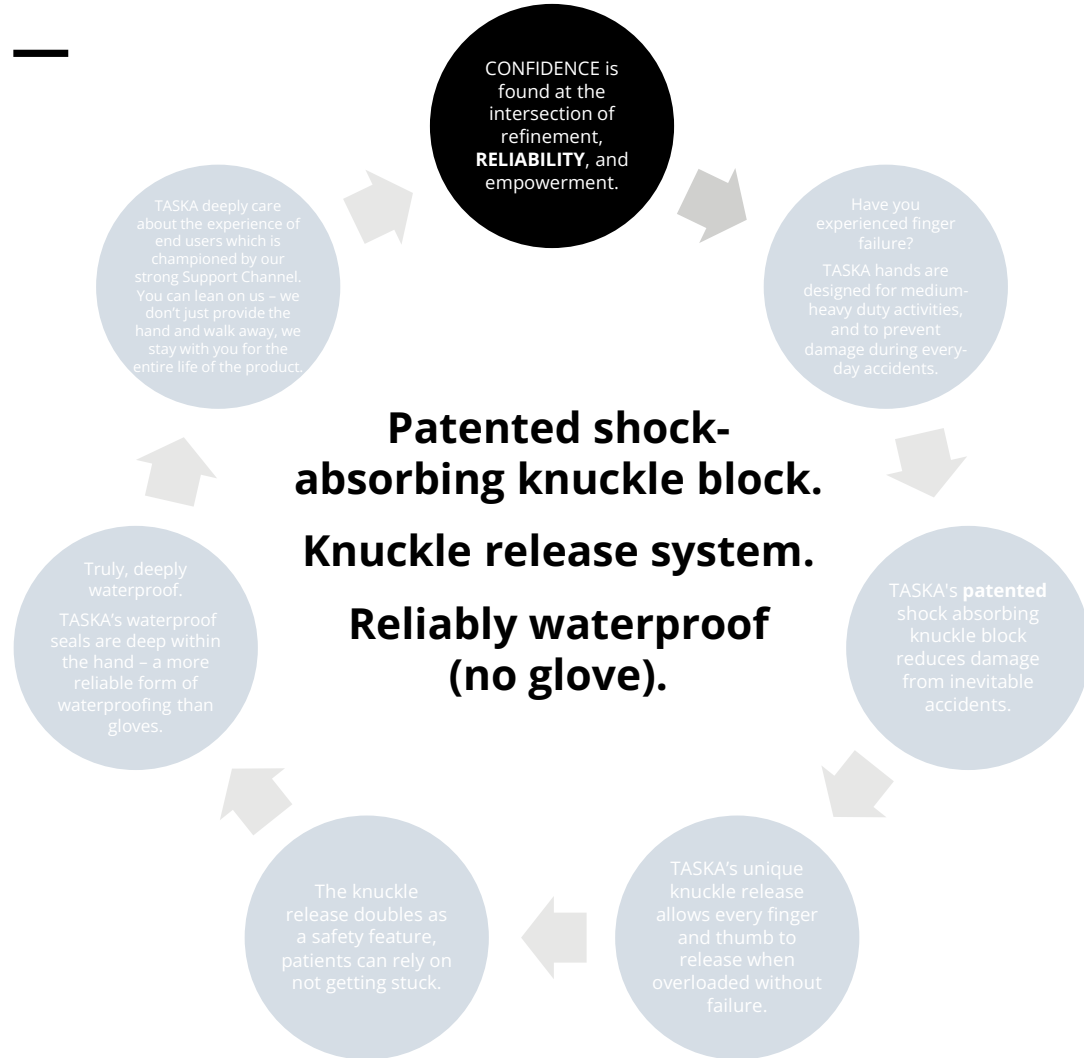 CONFIDENCE is
found at the
intersection of
refinement,
RELIABILITY, and
empowerment.
Have you
experienced finger
failure?
TASKA hands are
designed for medium-
heavy duty activities,
and to prevent
damage during every-
day accidents.
TASKA's patented
shock absorbing
knuckle block
reduces damage
from inevitable
accidents.
TASKA’s unique
knuckle release
allows every finger
and thumb to
release when
overloaded without
failure.
The knuckle
release doubles as
a safety feature,
patients can rely on
not getting stuck.
Truly, deeply
waterproof.
TASKA’s waterproof
seals are deep within
the hand – a more
reliable form of
waterproofing than
gloves.
TASKA deeply care
about the experience of
end users which is
championed by our
strong Support Channel.
You can lean on us – we
don’t just provide the
hand and walk away, we
stay with you for the
entire life of the product.
Patented shock-
absorbing knuckle block.
Knuckle release system.
Reliably waterproof
(no glove).